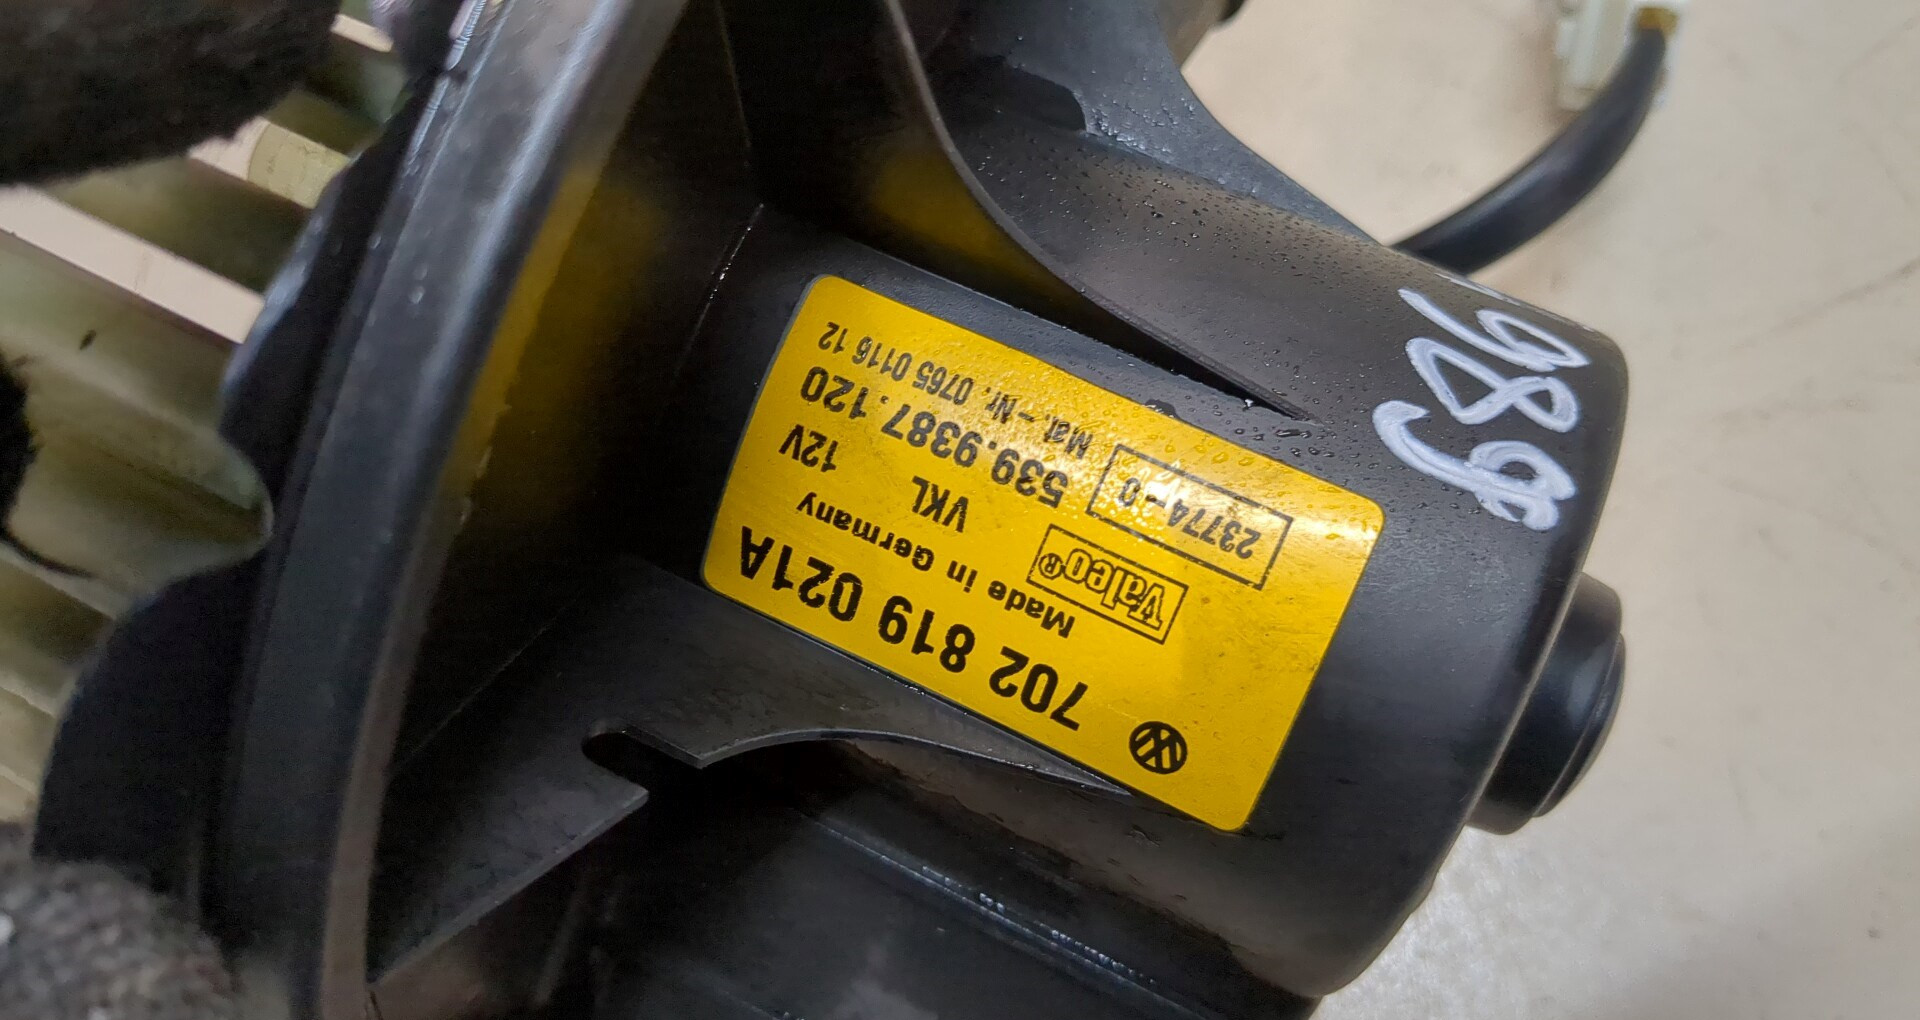 702 819 021A
Made in Germany
Valeo® VKL 12V
539.9387.120
23774-0 Mat.-Nr. 0765 0116 12